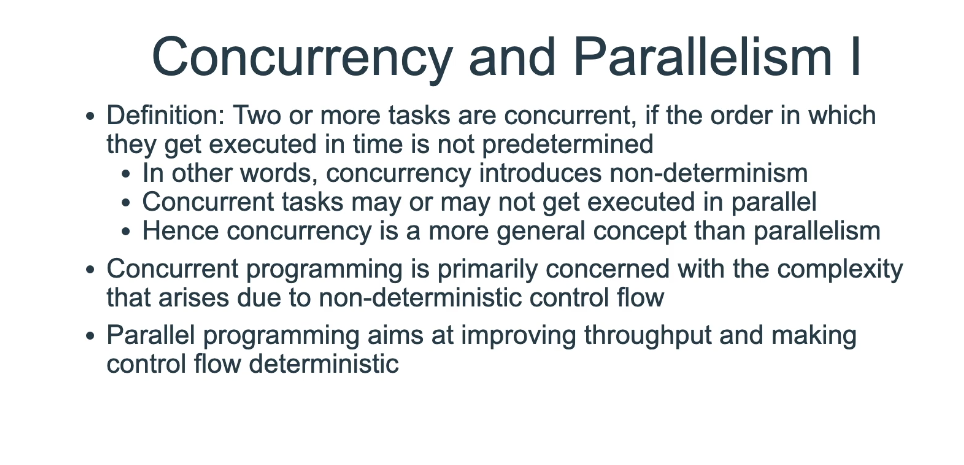 Concurrency and Parallelism I
• Definition: Two or more tasks are concurrent, if the order in which
they get executed in time is not predetermined
• In other words, concurrency introduces non-determinism
• Concurrent tasks may or may not get executed in parallel
• Hence concurrency is a more general concept than parallelism
• Concurrent programming is primarily concerned with the complexity
that arises due to non-deterministic control flow
• Parallel programming aims at improving throughput and making
control flow deterministic